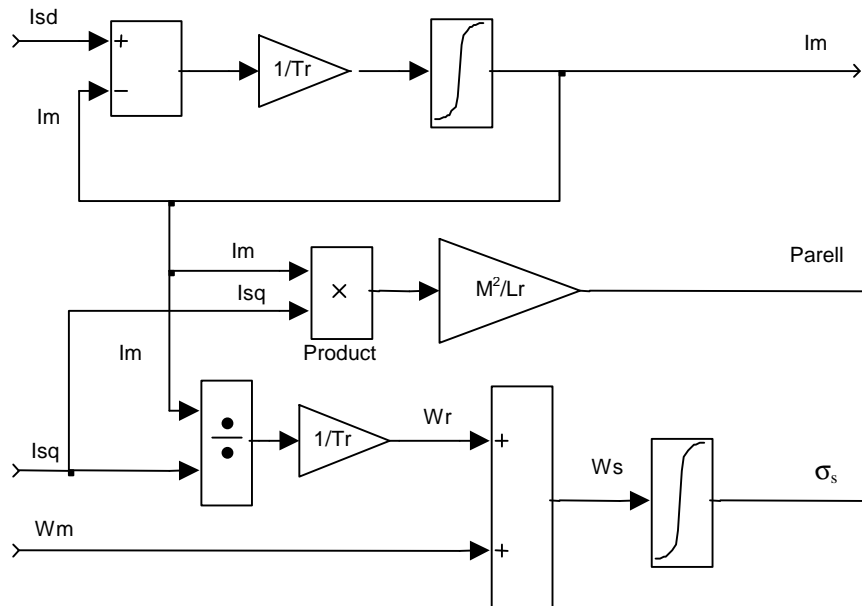 Isd
Im
+
1/Tr
Im
−
Im
Parell
Isq
×
M²/Lr
Product
Im
Wr
1/Tr
+
Isq
Ws
σs
Wm
+